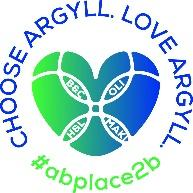 CHOOSE ARGYLL. LOVE ARGYLL.
B&C
OLI
H&L
MAKI
#abplace2b